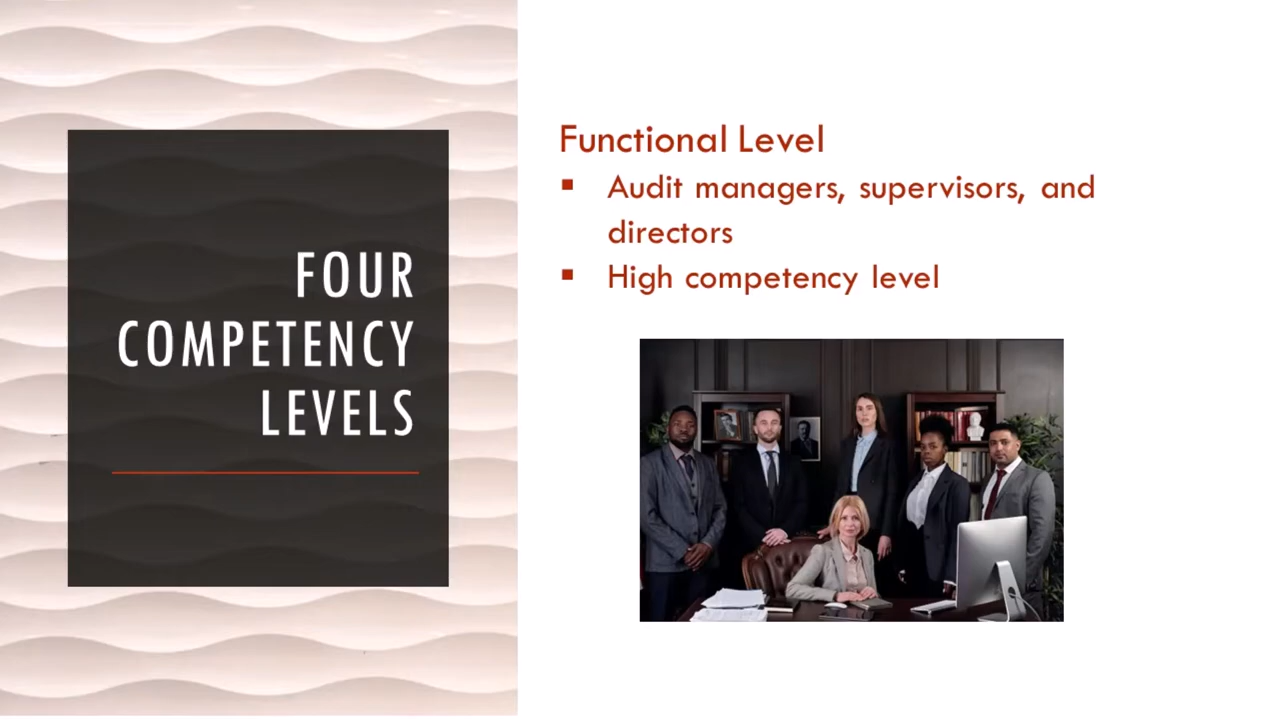 FOUR
COMPETENCY
LEVELS
Functional Level
▪ Audit managers, supervisors, and
directors
▪ High competency level